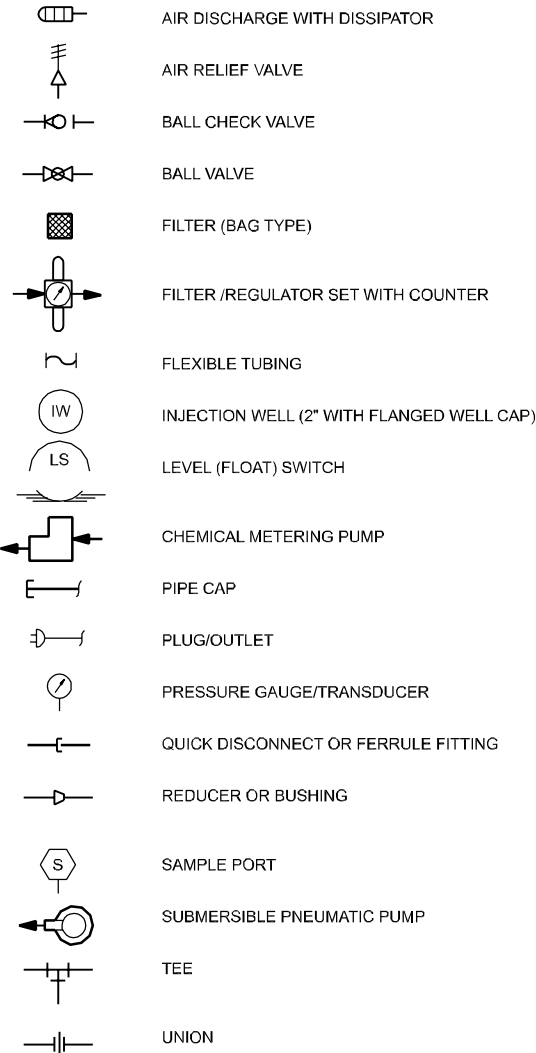 AIR DISCHARGE WITH DISSIPATOR
AIR RELIEF VALVE
BALL CHECK VALVE
BALL VALVE
FILTER (BAG TYPE)
FILTER /REGULATOR SET WITH COUNTER
FLEXIBLE TUBING
IW INJECTION WELL (2" WITH FLANGED WELL CAP)
LS LEVEL (FLOAT) SWITCH
CHEMICAL METERING PUMP
PIPE CAP
PLUG/OUTLET
PRESSURE GAUGE/TRANSDUCER
QUICK DISCONNECT OR FERRULE FITTING
REDUCER OR BUSHING
S SAMPLE PORT
SUBMERSIBLE PNEUMATIC PUMP
TEE
UNION